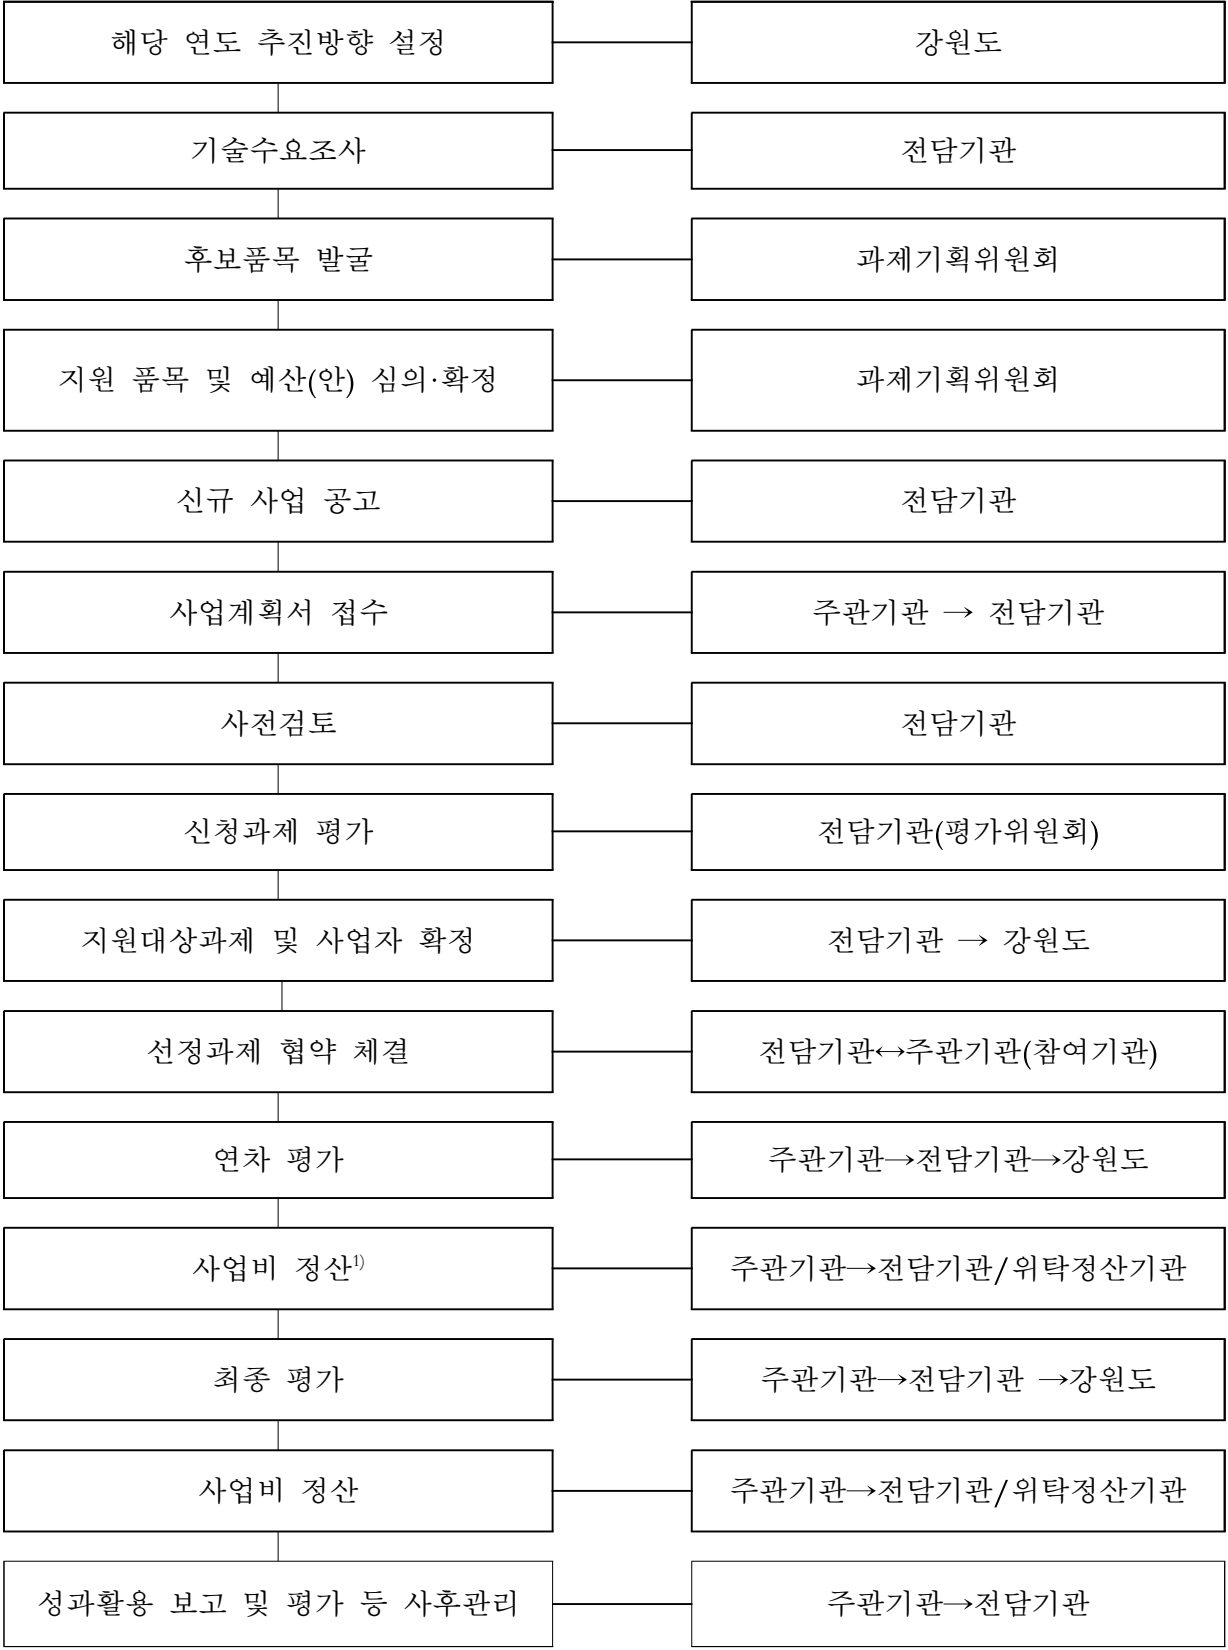 해당 연도 추진방향 설정
강원도
기술수요조사
전담기관
후보품목 발굴
과제기획위원회
지원 품목 및 예산(안) 심의·확정
과제기획위원회
신규 사업 공고
전담기관
사업계획서 접수
주관기관 → 전담기관
사전검토
전담기관
신청과제 평가
전담기관(평가위원회)
지원대상과제 및 사업자 확정
전담기관 → 강원도
선정과제 협약 체결
전담기관↔주관기관(참여기관)
연차 평가
주관기관→전담기관→강원도
사업비 정산1)
주관기관→전담기관/위탁정산기관
최종 평가
주관기관→전담기관 →강원도
사업비 정산
주관기관→전담기관/위탁정산기관
성과활용 보고 및 평가 등 사후관리
주관기관→전담기관